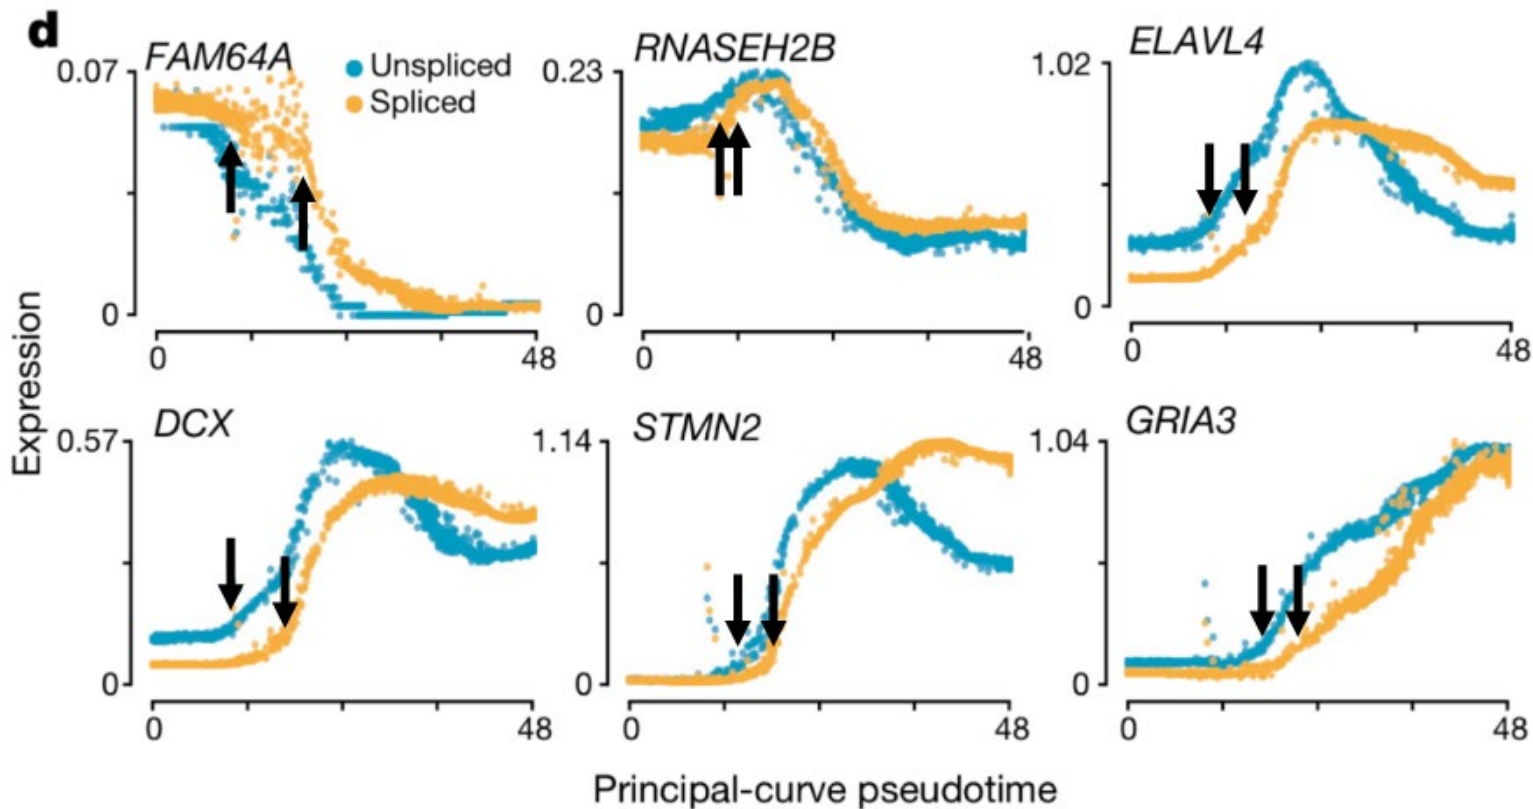 d
FAM64A
Unspliced
Spliced
0.07
0
0
48
RNASEH2B
0.23
0
0
48
ELAVL4
1.02
0
0
48
Expression
DCX
0.57
0
0
48
STMN2
1.14
0
0
48
GRIA3
1.04
0
0
48
Principal-curve pseudotime